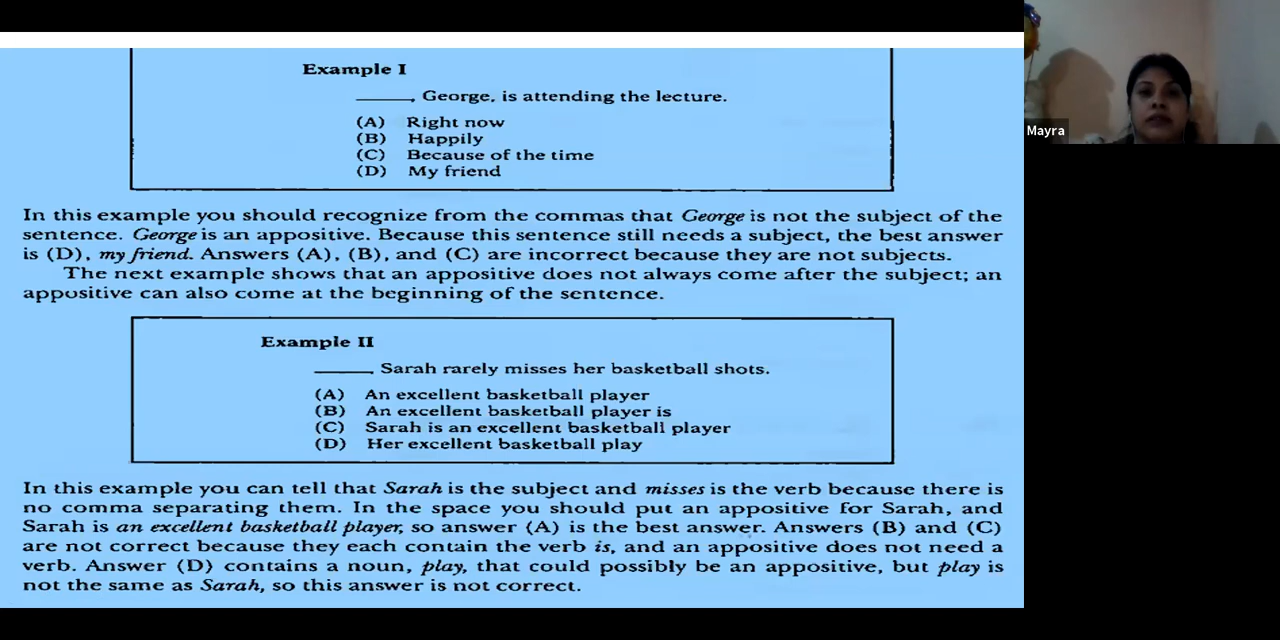 Example I
_____, George, is attending the lecture.
(A) Right now
(B) Happily
(C) Because of the time
(D) My friend
In this example you should recognize from the commas that George is not the subject of the
sentence. George is an appositive. Because this sentence still needs a subject, the best answer
is (D), my friend. Answers (A), (B), and (C) are incorrect because they are not subjects.
The next example shows that an appositive does not always come after the subject; an
appositive can also come at the beginning of the sentence.
Example II
_____, Sarah rarely misses her basketball shots.
(A) An excellent basketball player
(B) An excellent basketball player is
(C) Sarah is an excellent basketball player
(D) Her excellent basketball play
In this example you can tell that Sarah is the subject and misses is the verb because there is
no comma separating them. In the space you should put an appositive for Sarah, and
Sarah is an excellent basketball player, so answer (A) is the best answer. Answers (B) and (C)
are not correct because they each contain the verb is, and an appositive does not need a
verb. Answer (D) contains a noun, play, that could possibly be an appositive, but play is
not the same as Sarah, so this answer is not correct.
Mayra